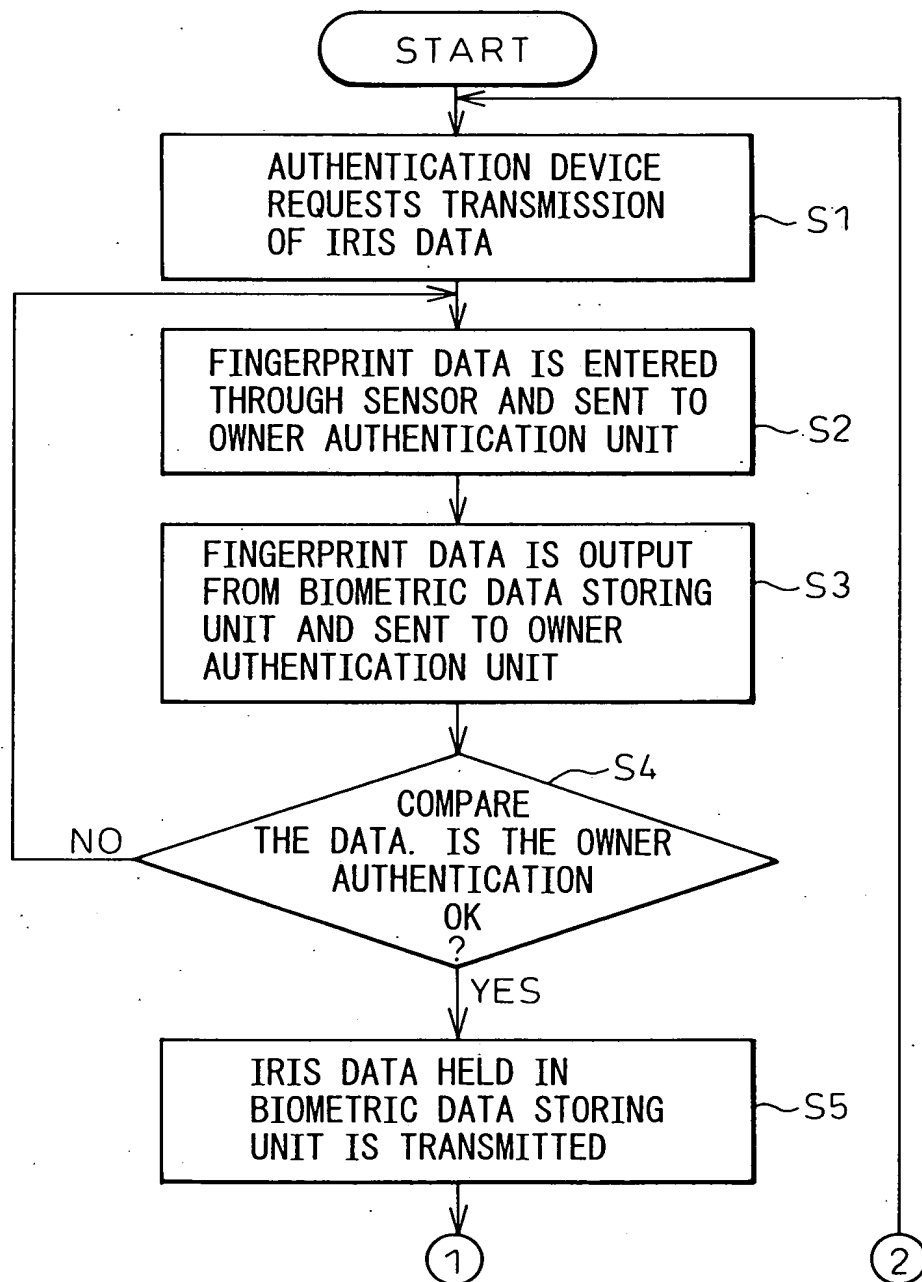 START
AUTHENTICATION DEVICE
REQUESTS TRANSMISSION
OF IRIS DATA
S1
FINGERPRINT DATA IS ENTERED
THROUGH SENSOR AND SENT TO
OWNER AUTHENTICATION UNIT
S2
FINGERPRINT DATA IS OUTPUT
FROM BIOMETRIC DATA STORING
UNIT AND SENT TO OWNER
AUTHENTICATION UNIT
S3
S4
COMPARE
THE DATA. IS THE OWNER
AUTHENTICATION
OK
?
NO
YES
IRIS DATA HELD IN
BIOMETRIC DATA STORING
UNIT IS TRANSMITTED
S5
1
2